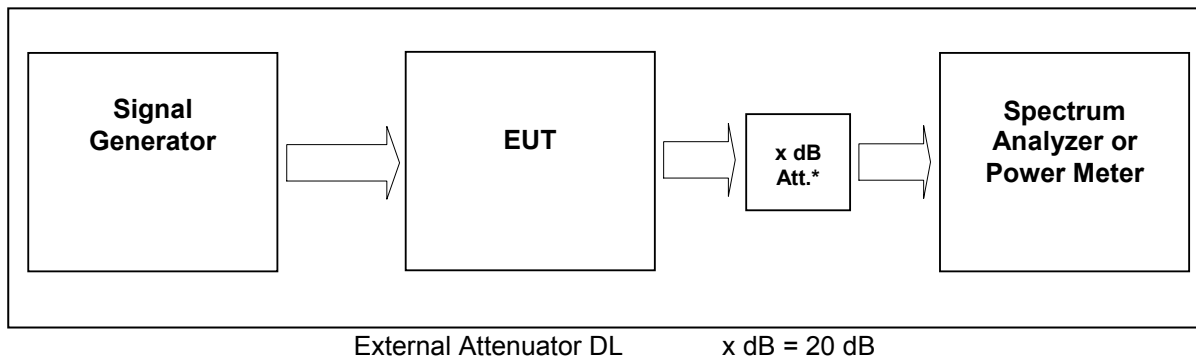 Signal
Generator
EUT
x dB
Att.*
Spectrum
Analyzer or
Power Meter
External Attenuator DL x dB = 20 dB